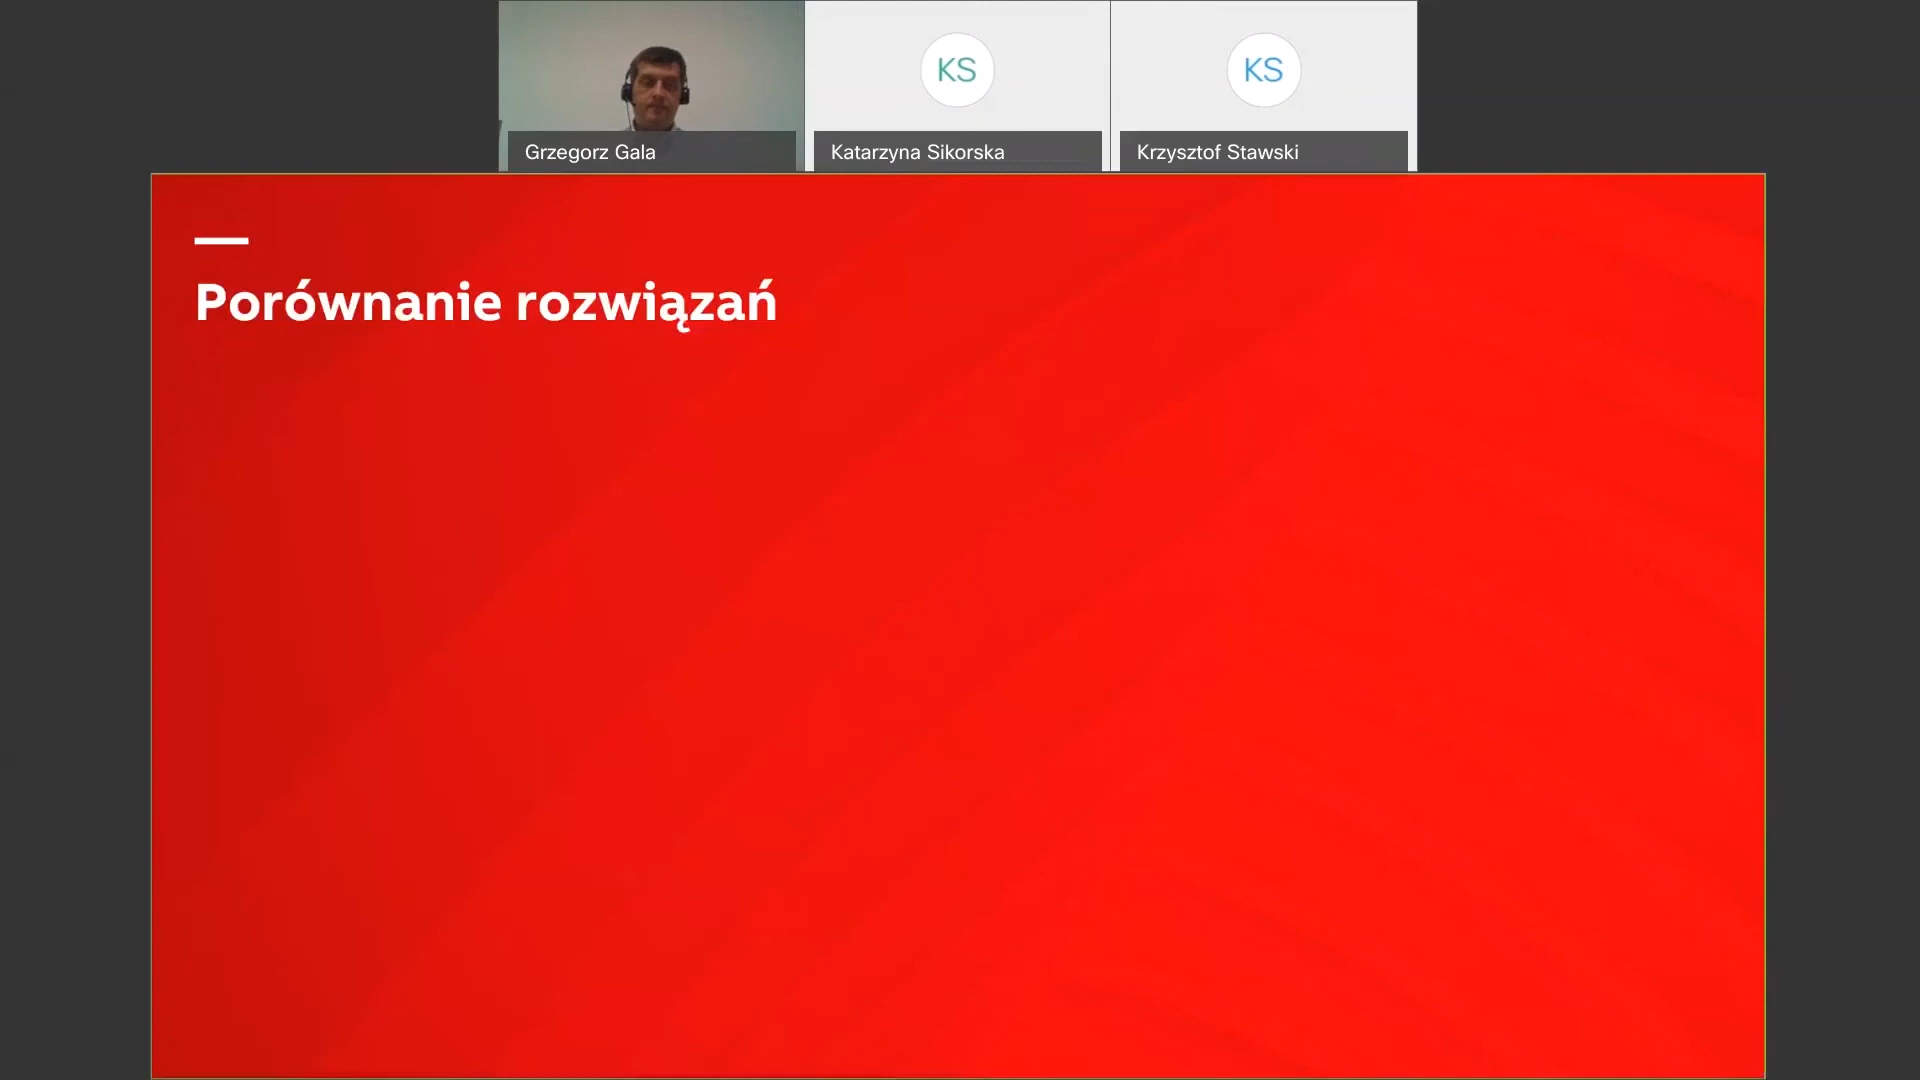 KS
KS
Grzegorz Gala
Katarzyna Sikorska
Krzysztof Stawski
Porównanie rozwiązań